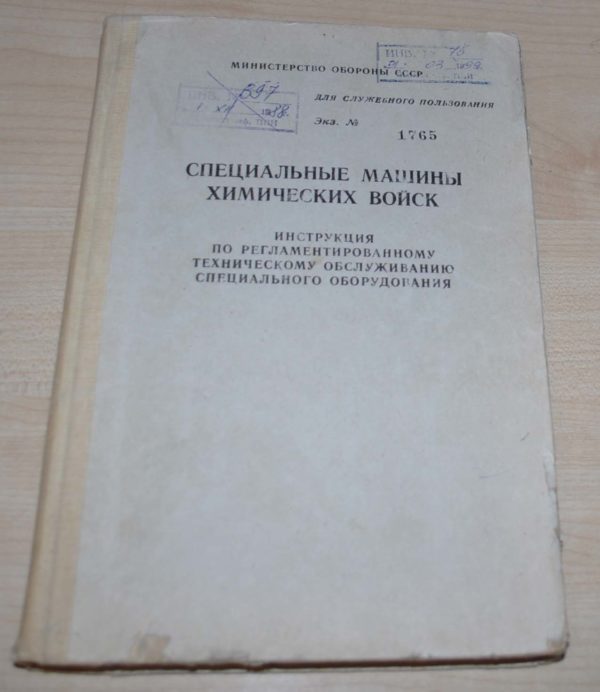 МИНИСТЕРСТВО ОБОРОНЫ СССР
ДЛЯ СЛУЖЕБНОГО ПОЛЬЗОВАНИЯ
Экз. № 1765
597
СПЕЦИАЛЬНЫЕ МАШИНЫ
ХИМИЧЕСКИХ ВОЙСК
ИНСТРУКЦИЯ
ПО РЕГЛАМЕНТИРОВАННОМУ
ТЕХНИЧЕСКОМУ ОБСЛУЖИВАНИЮ
СПЕЦИАЛЬНОГО ОБОРУДОВАНИЯ